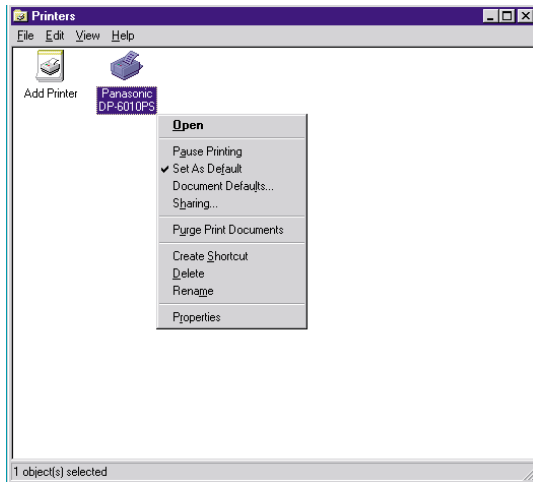 Printers
File Edit View Help
Add Printer
Panasonic
DP-6010PS
Open
Pause Printing
Set As Default
Document Defaults...
Sharing...
Purge Print Documents
Create Shortcut
Delete
Rename
Properties
1 object(s) selected